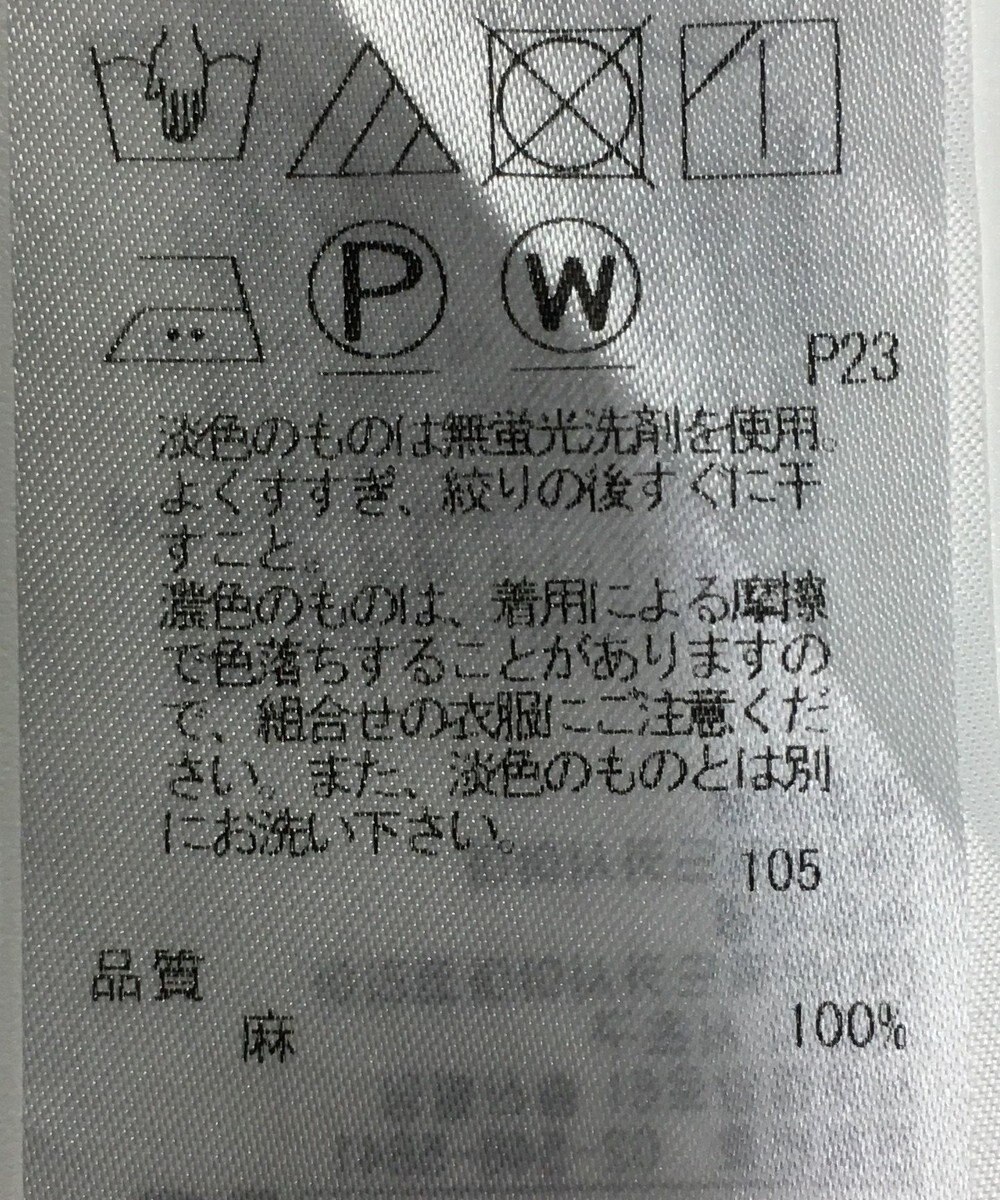 P W
P23
淡色のものは無蛍光洗剤を使用。
よくすすぎ、絞りの後すぐに干
すこと。
濃色のものは、着用による摩擦
で色落ちすることがありますの
で、組合せの衣服にご注意くだ
さい。また、淡色のものとは別
にお洗い下さい。
105
品質
麻 100%